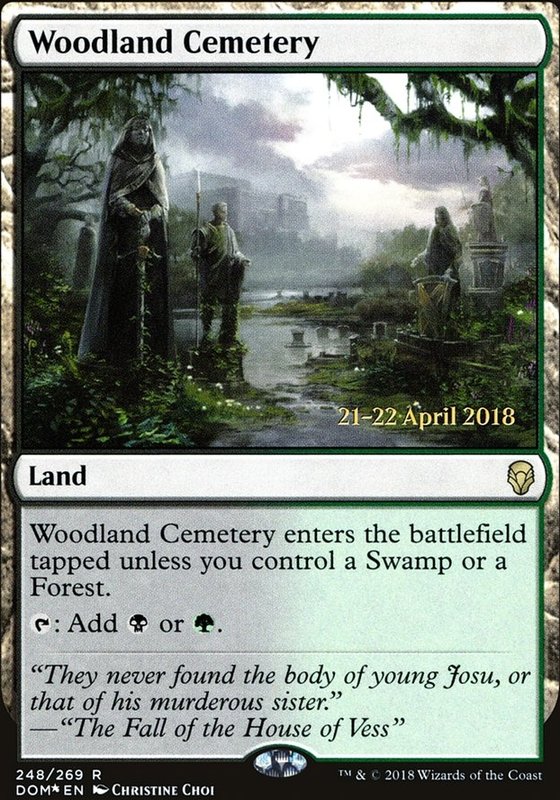 Woodland Cemetery
21–22 April 2018
Land
Woodland Cemetery enters the battlefield
tapped unless you control a Swamp or a
Forest.
: Add or .
“They never found the body of young Josu, or
that of his murderous sister.”
—“The Fall of the House of Vess”
248/269 R
DOM★EN Christine Choi
™ & © 2018 Wizards of the Coast